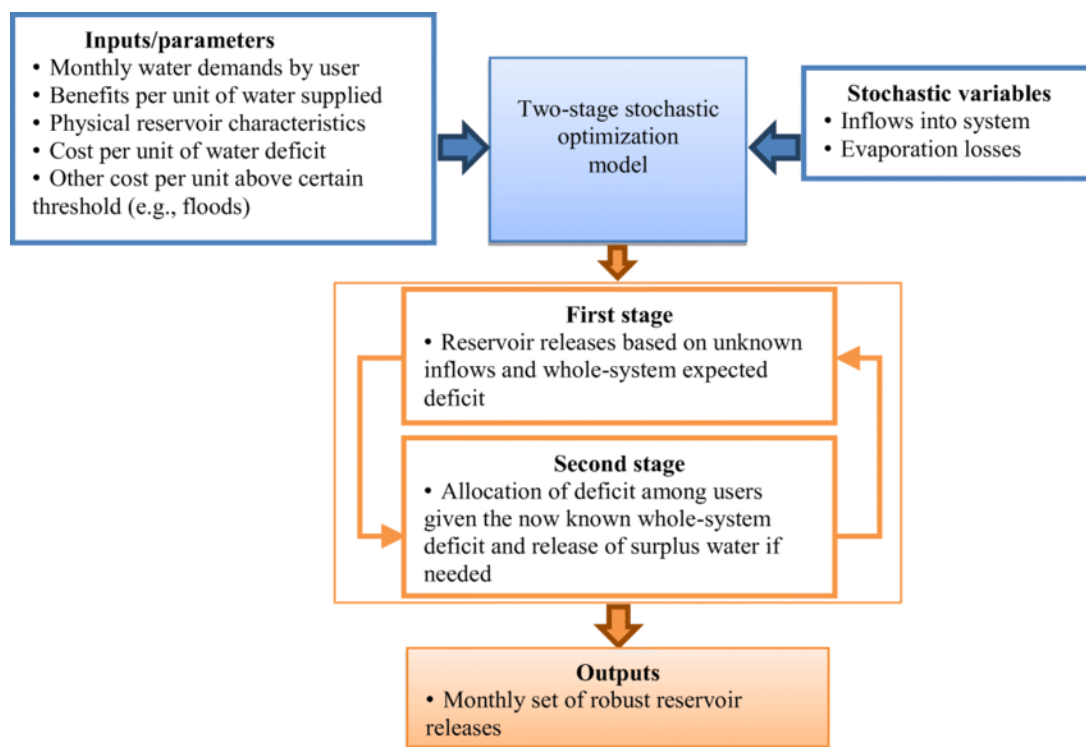 Inputs/parameters
• Monthly water demands by user
• Benefits per unit of water supplied
• Physical reservoir characteristics
• Cost per unit of water deficit
• Other cost per unit above certain
threshold (e.g., floods)
Two-stage stochastic
optimization
model
Stochastic variables
• Inflows into system
• Evaporation losses
First stage
• Reservoir releases based on unknown
inflows and whole-system expected
deficit
Second stage
• Allocation of deficit among users
given the now known whole-system
deficit and release of surplus water if
needed
Outputs
• Monthly set of robust reservoir
releases